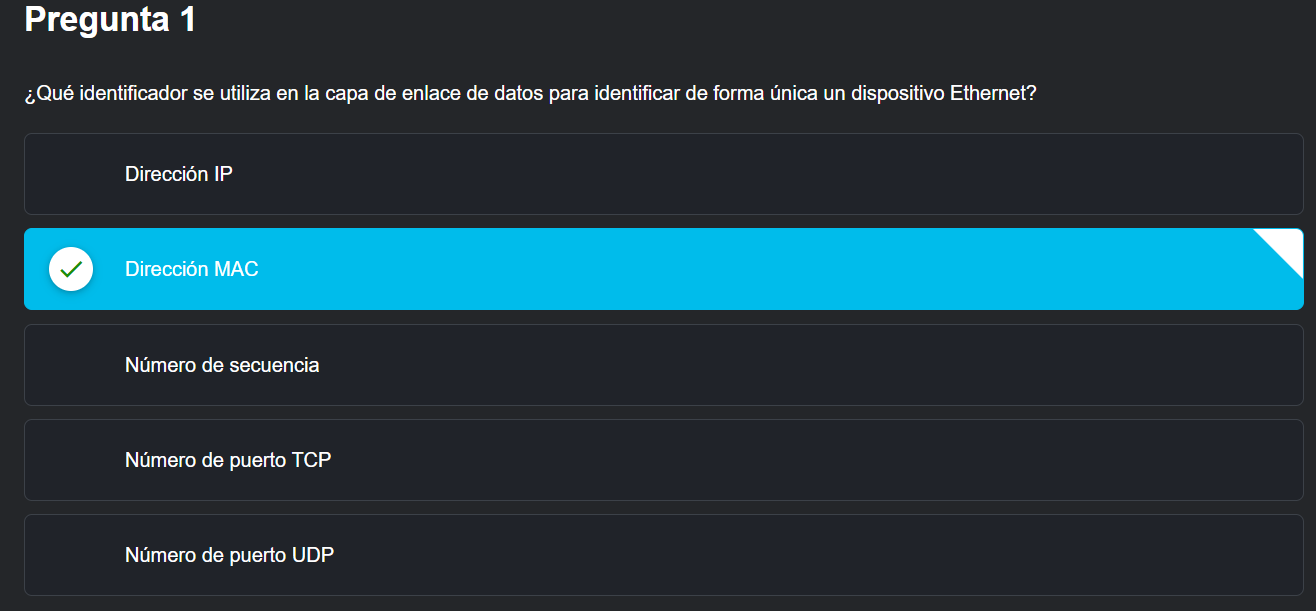 Pregunta 1
¿Qué identificador se utiliza en la capa de enlace de datos para identificar de forma única un dispositivo Ethernet?
Dirección IP
Dirección MAC
Número de secuencia
Número de puerto TCP
Número de puerto UDP